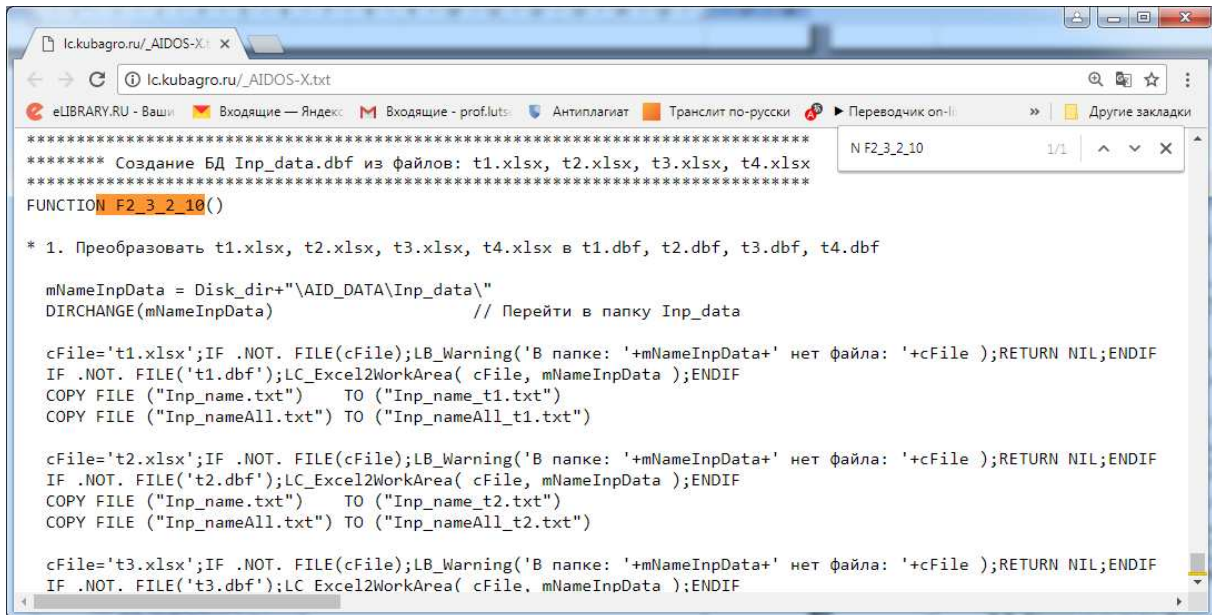 lc.kubagro.ru/_AIDOS-X.t
lc.kubagro.ru/_AIDOS-X.txt
eLIBRARY.RU - Ваши Входящие — Яндекс Входящие - prof.luts Антиплагиат Транслит по-русски ► Переводчик on-li » Другие закладки
N F2_3_2_10 1/1
*******************************************************************************
******** Создание БД Inp_data.dbf из файлов: t1.xlsx, t2.xlsx, t3.xlsx, t4.xlsx
*******************************************************************************
FUNCTION F2_3_2_10()
* 1. Преобразовать t1.xlsx, t2.xlsx, t3.xlsx, t4.xlsx в t1.dbf, t2.dbf, t3.dbf, t4.dbf
mNameInpData = Disk_dir+"\AID_DATA\Inp_data\"
DIRCHANGE(mNameInpData) // Перейти в папку Inp_data
cFile='t1.xlsx';IF .NOT. FILE(cFile);LB_Warning('В папке: '+mNameInpData+' нет файла: '+cFile );RETURN NIL;ENDIF
IF .NOT. FILE('t1.dbf');LC_Excel2WorkArea( cFile, mNameInpData );ENDIF
COPY FILE ("Inp_name.txt") TO ("Inp_name_t1.txt")
COPY FILE ("Inp_nameAll.txt") TO ("Inp_nameAll_t1.txt")
cFile='t2.xlsx';IF .NOT. FILE(cFile);LB_Warning('В папке: '+mNameInpData+' нет файла: '+cFile );RETURN NIL;ENDIF
IF .NOT. FILE('t2.dbf');LC_Excel2WorkArea( cFile, mNameInpData );ENDIF
COPY FILE ("Inp_name.txt") TO ("Inp_name_t2.txt")
COPY FILE ("Inp_nameAll.txt") TO ("Inp_nameAll_t2.txt")
cFile='t3.xlsx';IF .NOT. FILE(cFile);LB_Warning('В папке: '+mNameInpData+' нет файла: '+cFile );RETURN NIL;ENDIF
IF .NOT. FILE('t3.dbf');LC_Excel2WorkArea( cFile, mNameInpData );ENDIF